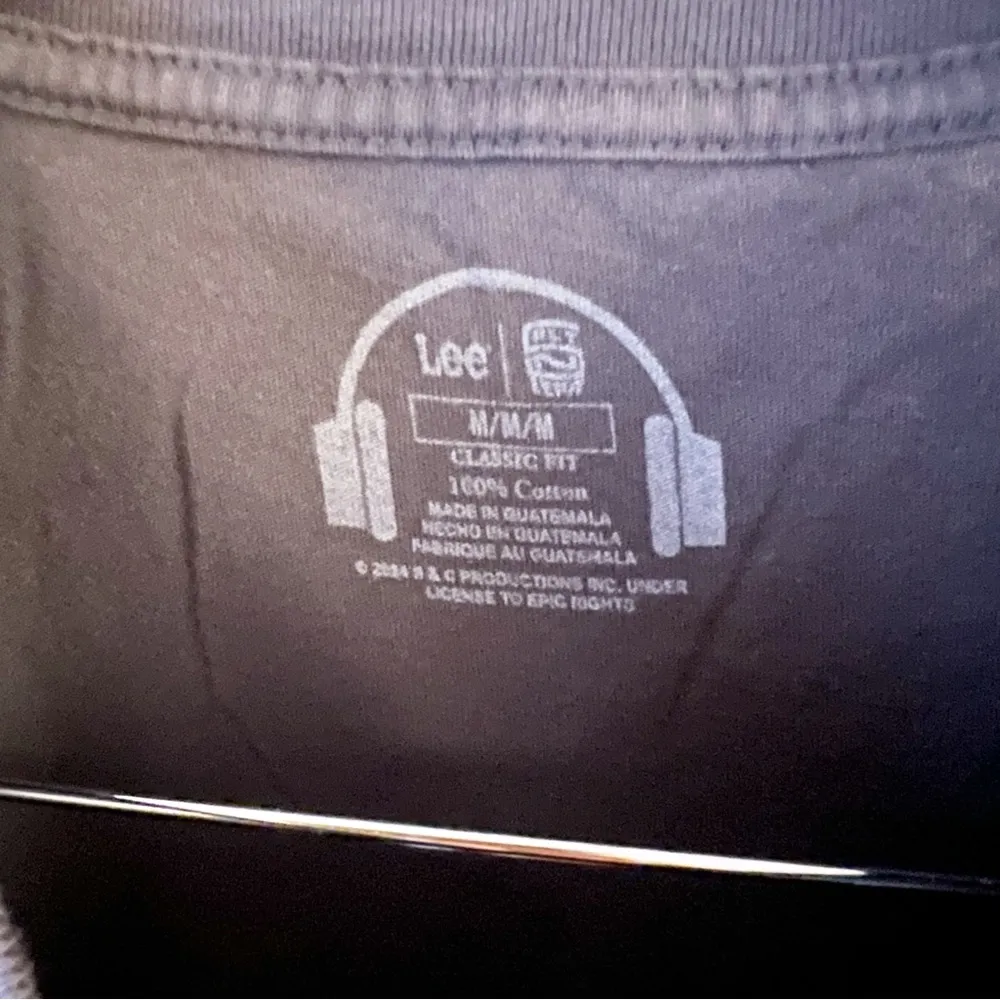 Lee
M/M/M
CLASSIC FIT
100% Cotton
MADE IN GUATEMALA
HECHO EN GUATEMALA
FABRIQUE AU GUATEMALA
© 2024 & C PRODUCTIONS INC. UNDER
LICENSE TO EPIC RIGHTS